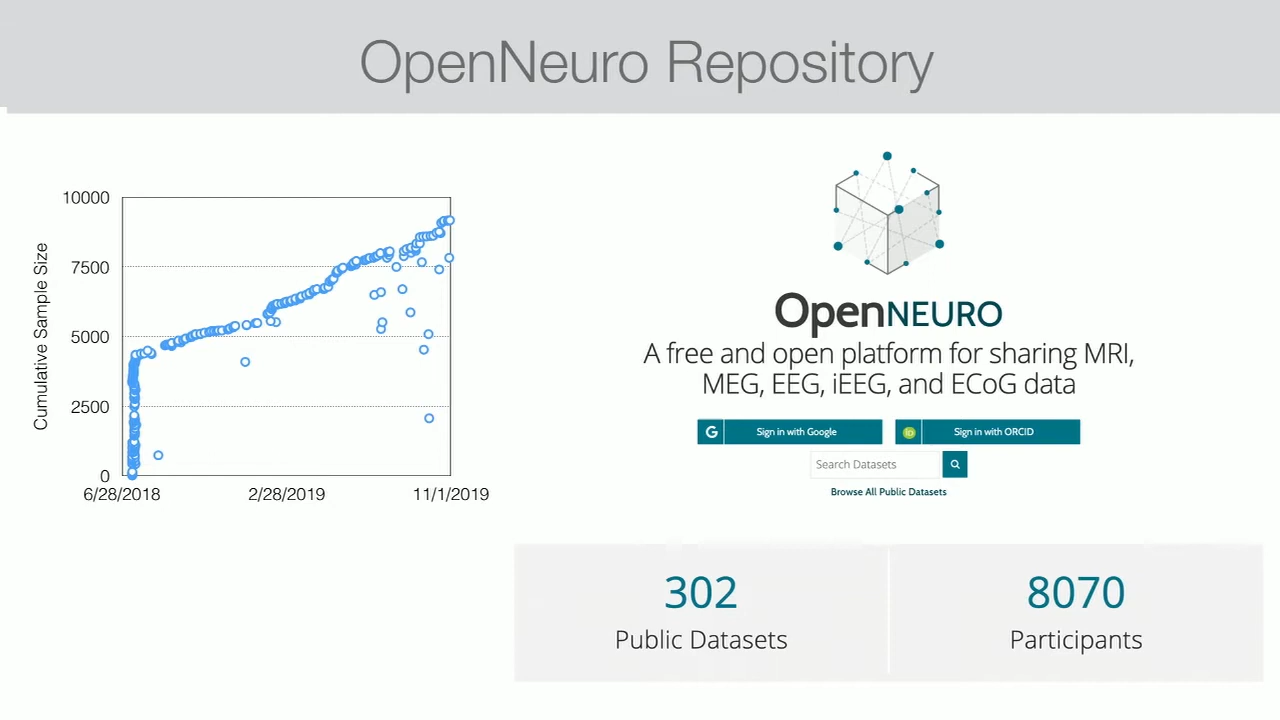 OpenNeuro Repository
10000
7500
5000
2500
0
Cumulative Sample Size
6/28/2018
2/28/2019
11/1/2019
OpenNEURO
A free and open platform for sharing MRI,
MEG, EEG, iEEG, and ECoG data
G Sign in with Google
iD Sign in with ORCID
Search Datasets
Browse All Public Datasets
302
Public Datasets
8070
Participants